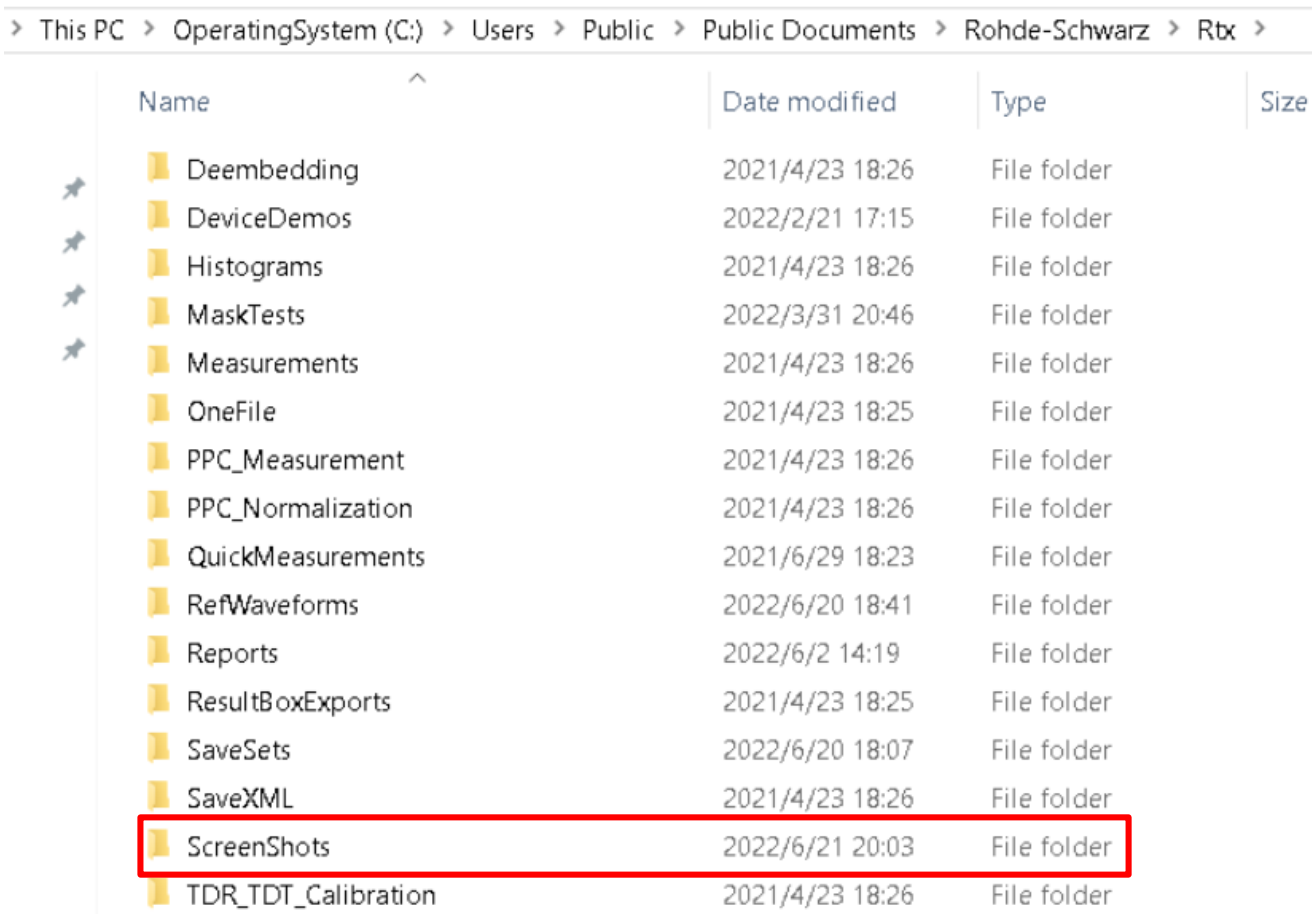 > This PC > OperatingSystem (C:) > Users > Public > Public Documents > Rohde-Schwarz > Rtx >
Name Date modified Type Size
Deembedding 2021/4/23 18:26 File folder
DeviceDemos 2022/2/21 17:15 File folder
Histograms 2021/4/23 18:26 File folder
MaskTests 2022/3/31 20:46 File folder
Measurements 2021/4/23 18:26 File folder
OneFile 2021/4/23 18:25 File folder
PPC_Measurement 2021/4/23 18:26 File folder
PPC_Normalization 2021/4/23 18:26 File folder
QuickMeasurements 2021/6/29 18:23 File folder
RefWaveforms 2022/6/20 18:41 File folder
Reports 2022/6/2 14:19 File folder
ResultBoxExports 2021/4/23 18:25 File folder
SaveSets 2022/6/20 18:07 File folder
SaveXML 2021/4/23 18:26 File folder
ScreenShots 2022/6/21 20:03 File folder
TDR_TDT_Calibration 2021/4/23 18:26 File folder